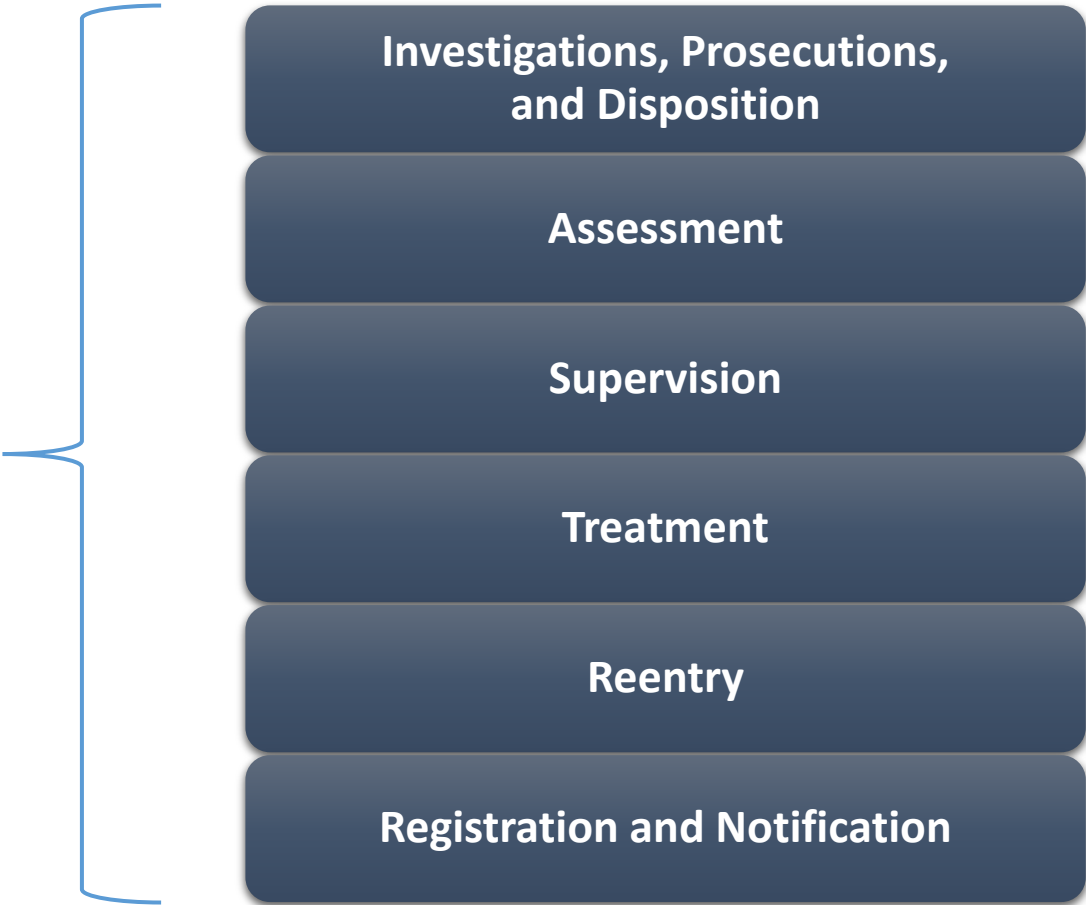 Investigations, Prosecutions,
and Disposition
Assessment
Supervision
Treatment
Reentry
Registration and Notification